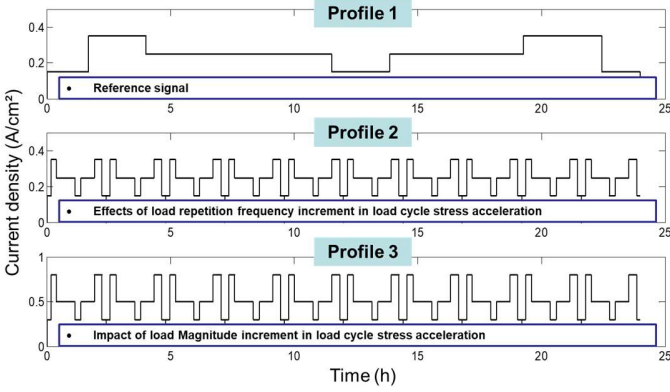 Profile 1
0.4
0.2
0
• Reference signal
0 5 10 15 20 25
Profile 2
0.4
0.2
0
• Effects of load repetition frequency increment in load cycle stress acceleration
0 5 10 15 20 25
Profile 3
1
0.5
0
• Impact of load Magnitude increment in load cycle stress acceleration
0 5 10 15 20 25
Current density (A/cm²)
Time (h)